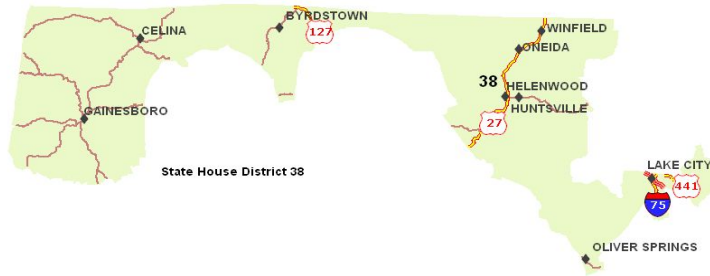 BYRDSTOWN
CELINA
127
WINFIELD
ONEIDA
38
HELENWOOD
HUNTSVILLE
GAINESBORO
27
State House District 38
LAKE CITY
441
75
OLIVER SPRINGS